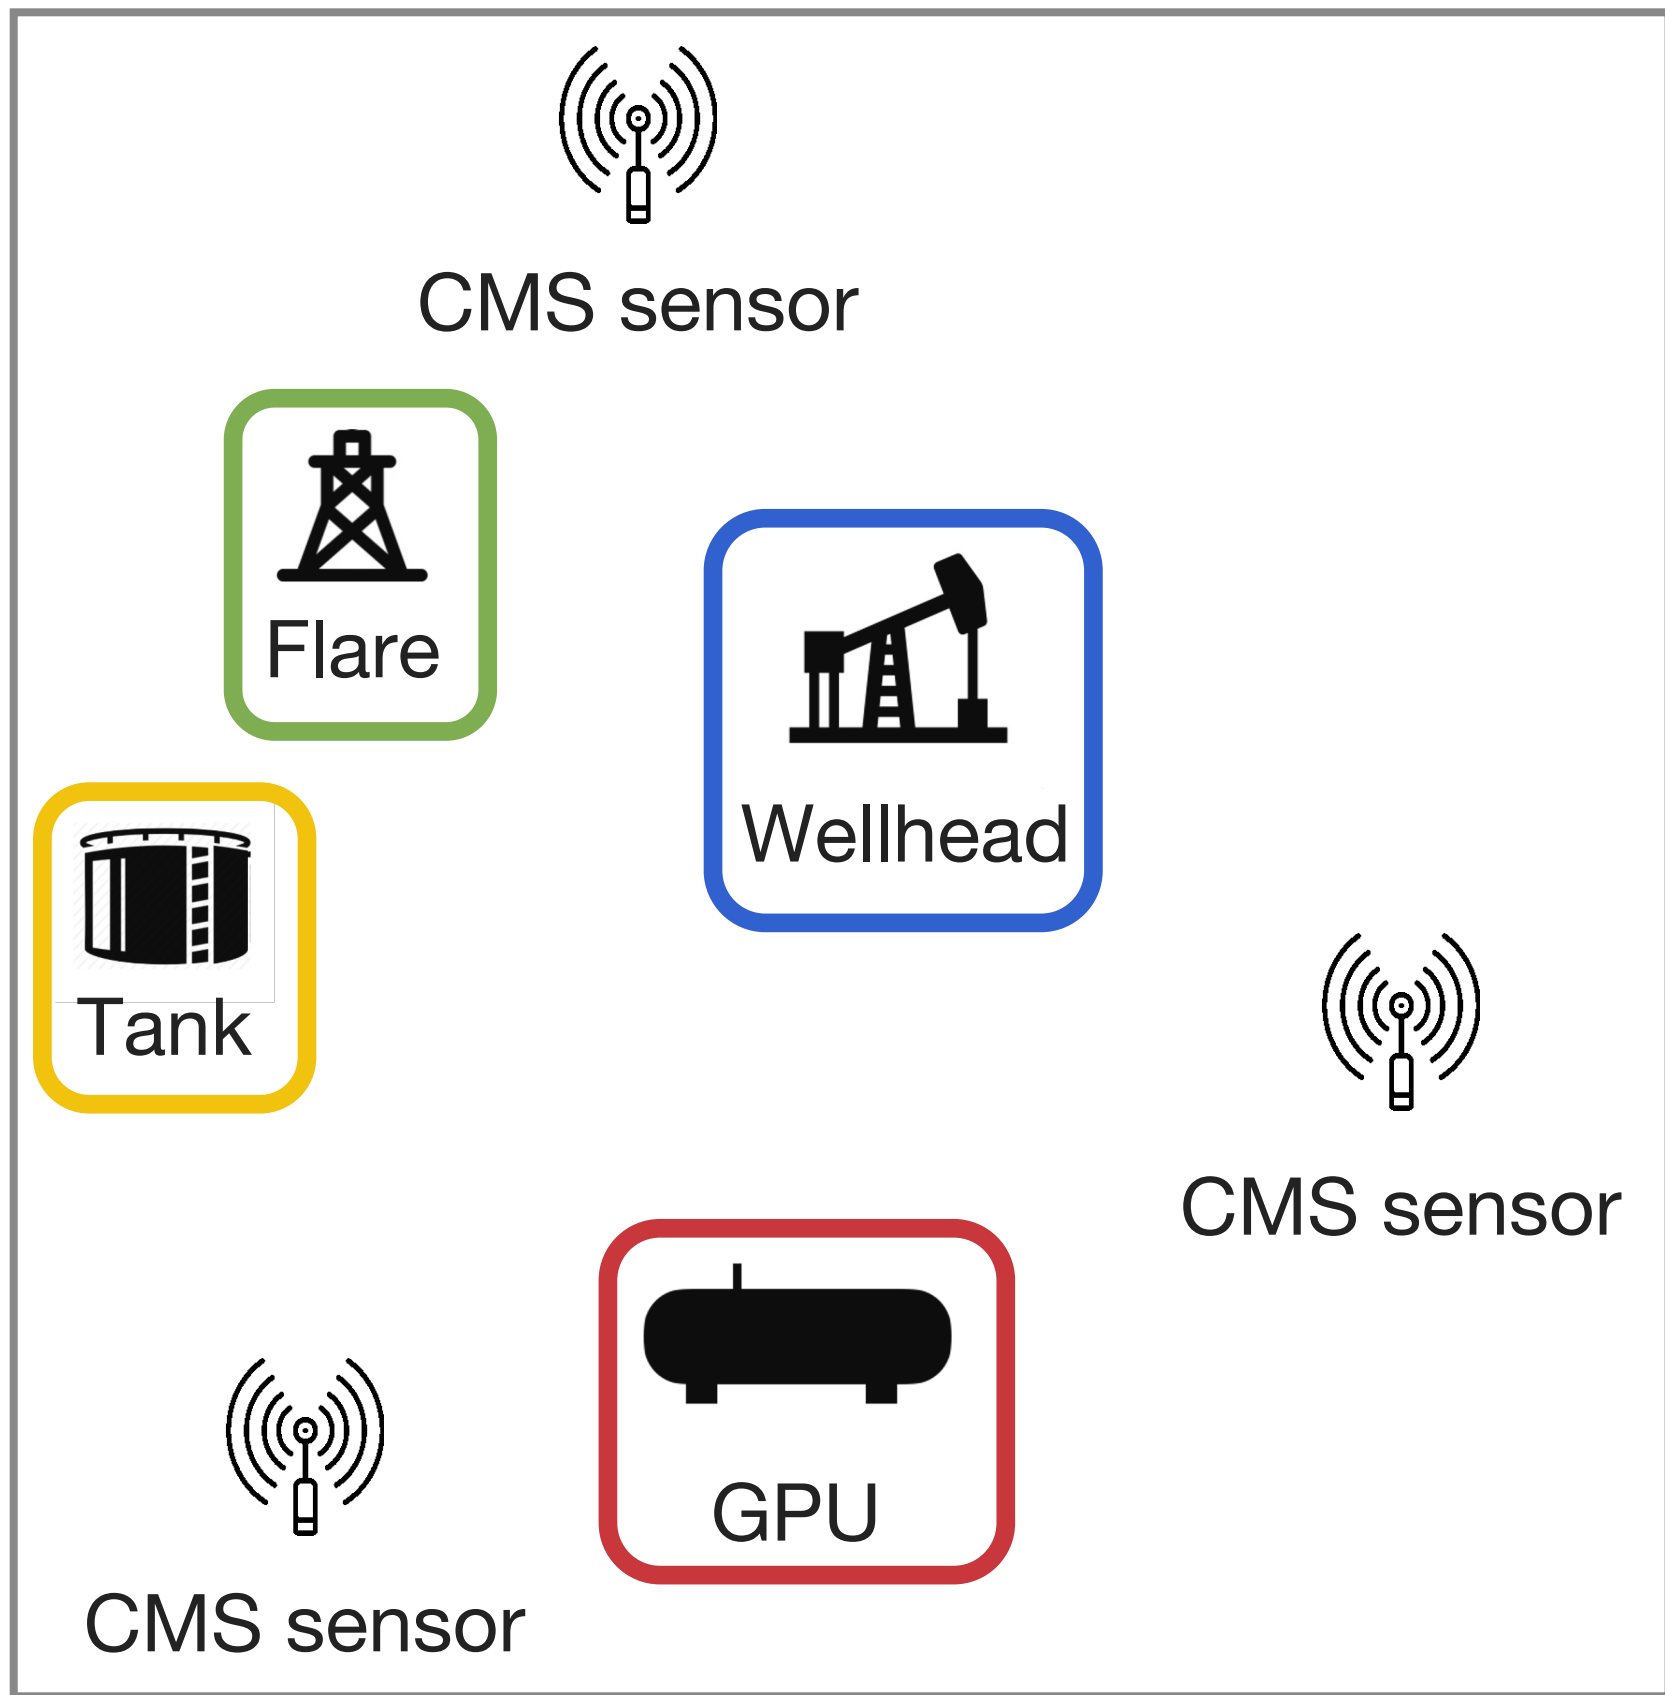 CMS sensor
Flare
Wellhead
Tank
CMS sensor
GPU
CMS sensor